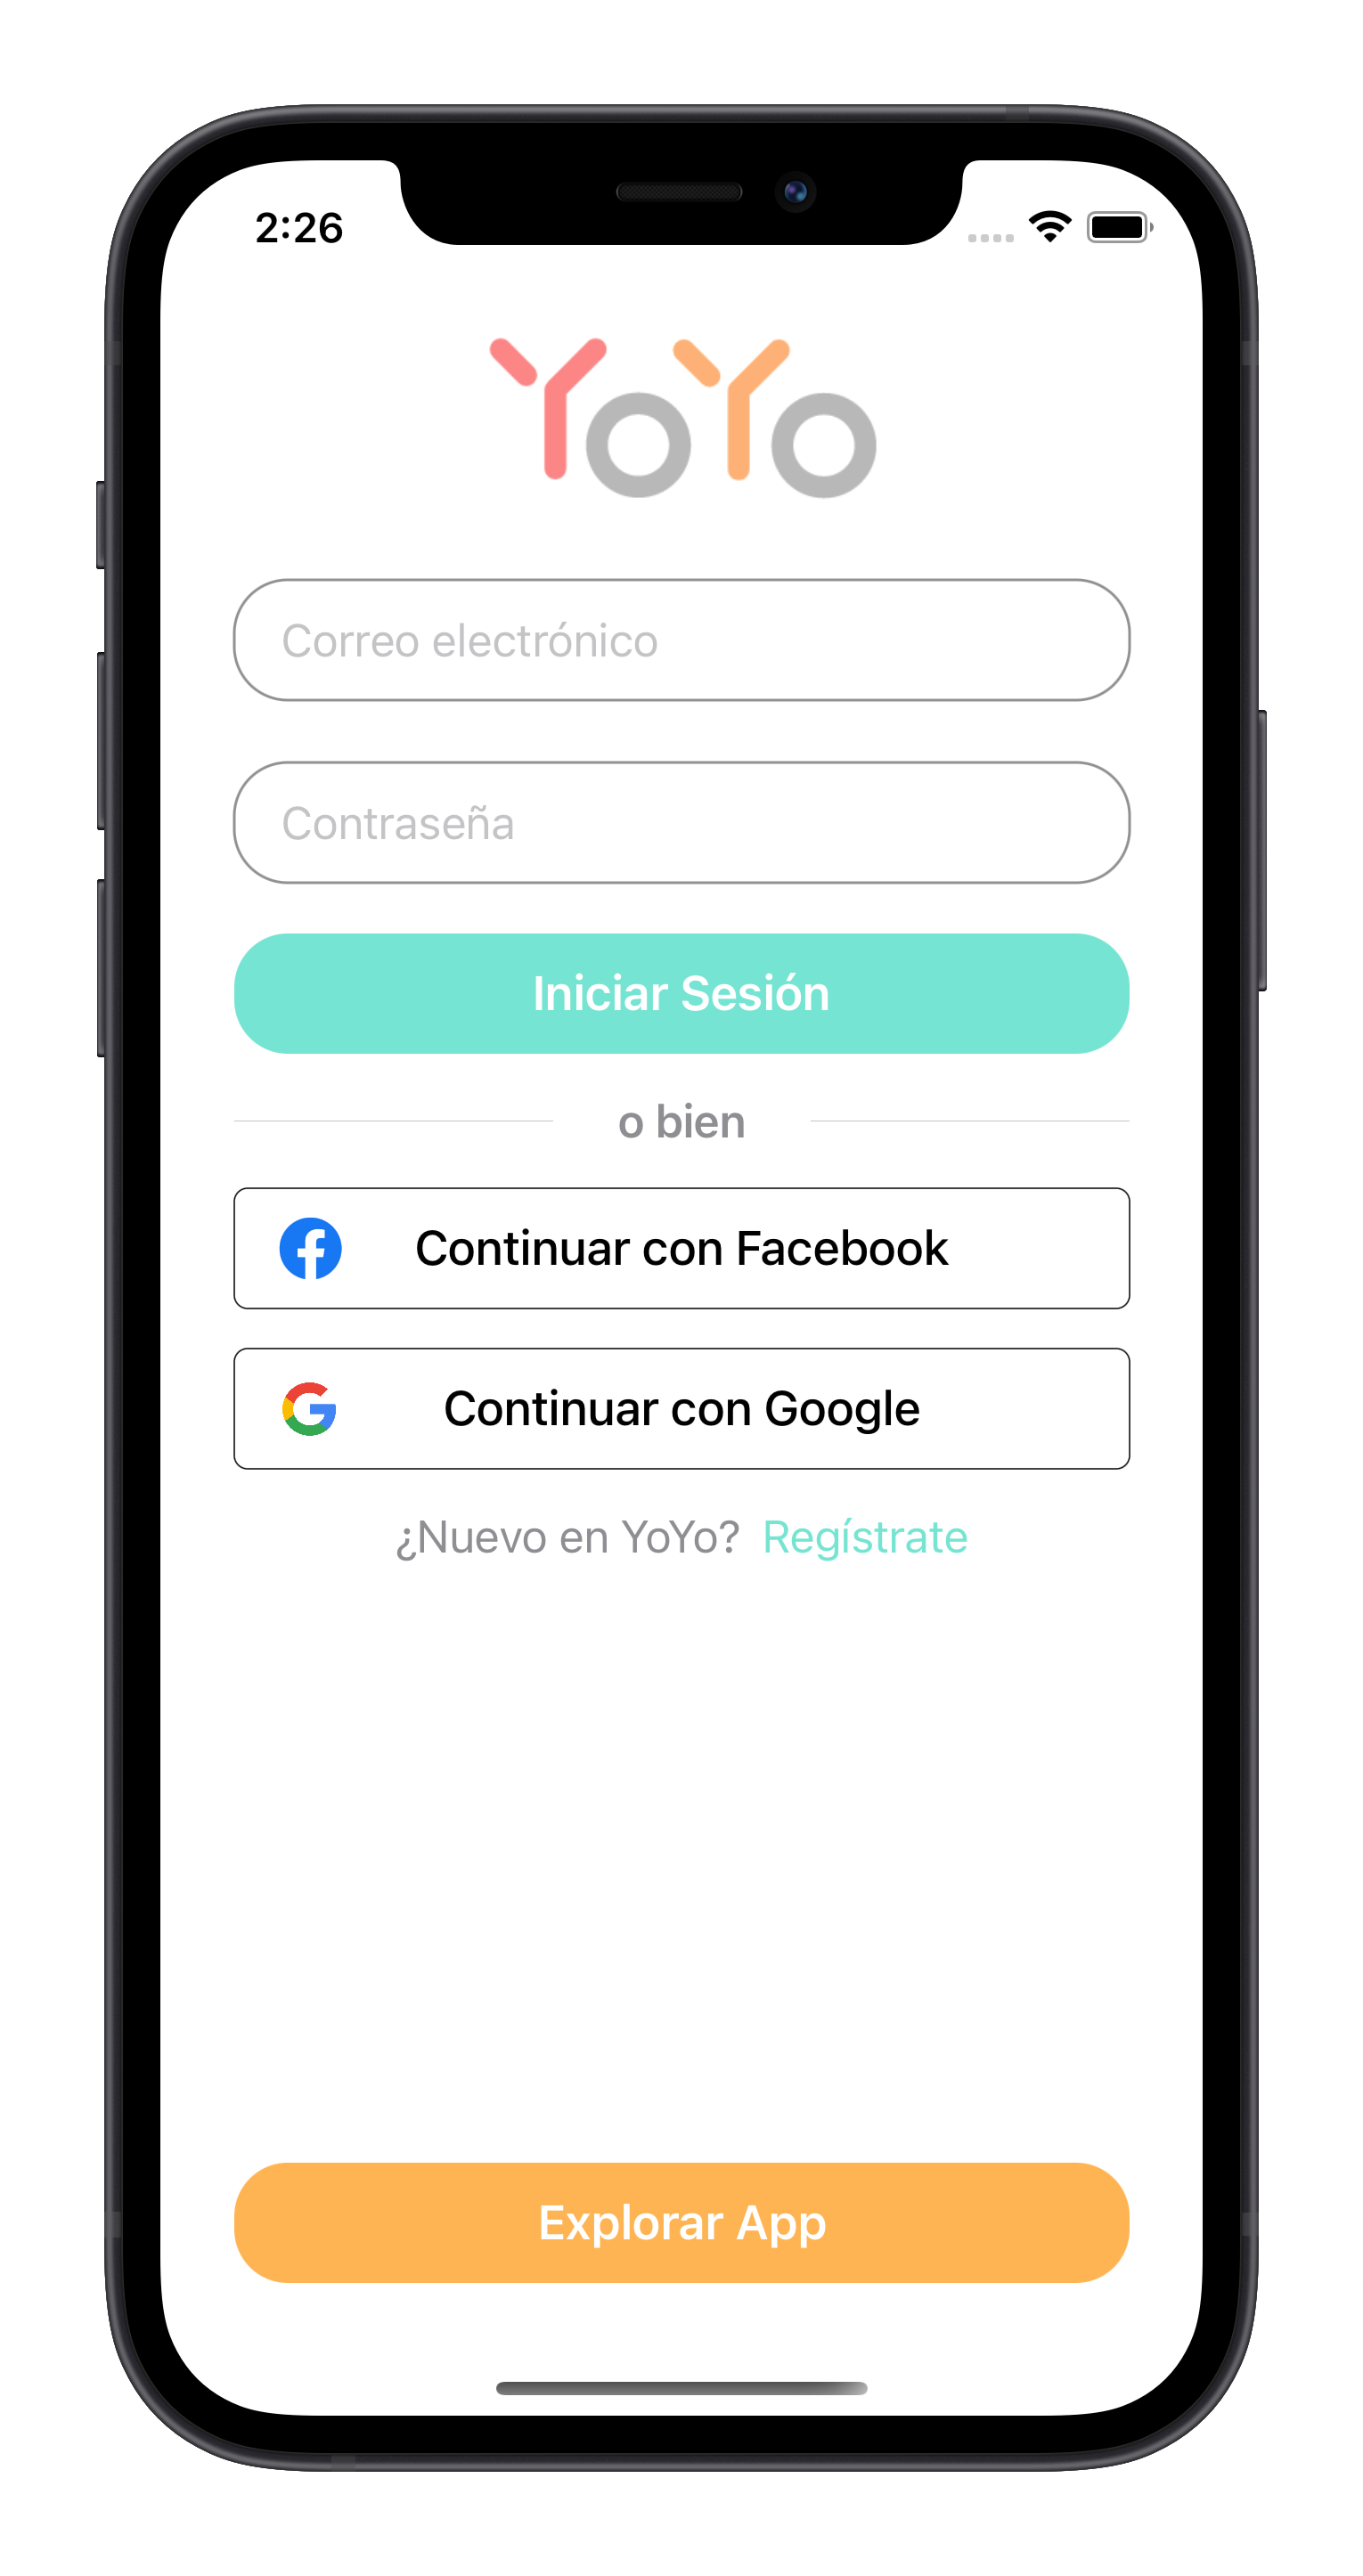 2:26
YoYo
Correo electrónico
Contraseña
Iniciar Sesión
o bien
Continuar con Facebook
Continuar con Google
¿Nuevo en YoYo? Regístrate
Explorar App